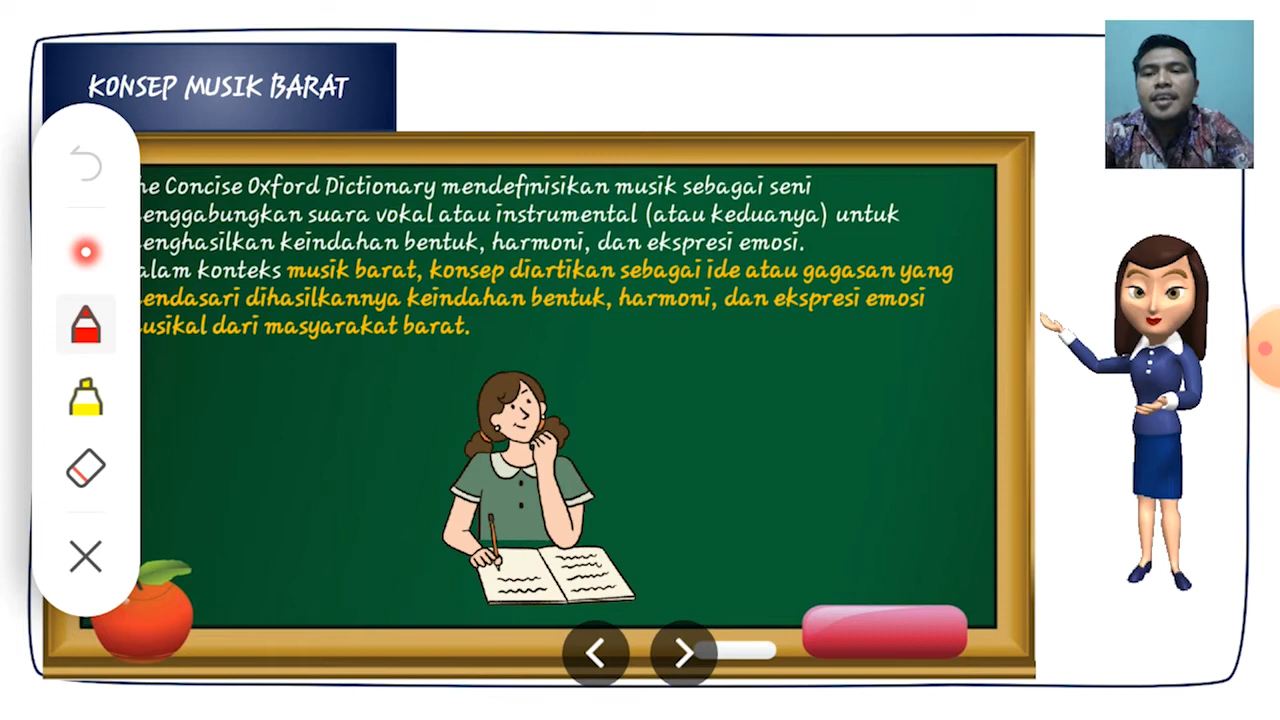 KONSEP MUSIK BARAT
he Concise Oxford Dictionary mendefinisikan musik sebagai seni
enggabungkan suara vokal atau instrumental (atau keduanya) untuk
enghasilkan keindahan bentuk, harmoni, dan ekspresi emosi.
alam konteks musik barat, konsep diartikan sebagai ide atau gagasan yang
endasari dihasilkannya keindahan bentuk, harmoni, dan ekspresi emosi
usikal dari masyarakat barat.